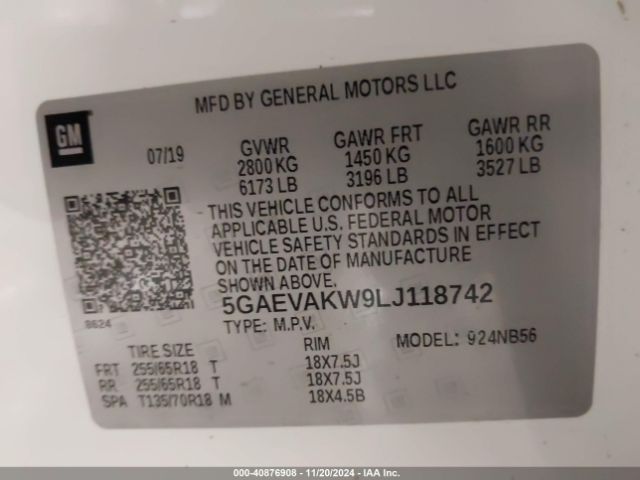 MFD BY GENERAL MOTORS LLC
GM
07/19
GVWR GAWR FRT GAWR RR
2800 KG 1450 KG 1600 KG
6173 LB 3196 LB 3527 LB
THIS VEHICLE CONFORMS TO ALL
APPLICABLE U.S. FEDERAL MOTOR
VEHICLE SAFETY STANDARDS IN EFFECT
ON THE DATE OF MANUFACTURE
SHOWN ABOVE.
5GAEVAKW9LJ118742
8624
TYPE: M.P.V.
MODEL: 924NB56
TIRE SIZE RIM
FRT 255/65R18 T 18X7.5J
RR 255/65R18 T 18X7.5J
SPA T135/70R18 M 18X4.5B
000-40876908 - 11/20/2024 - IAAI.com Inc.